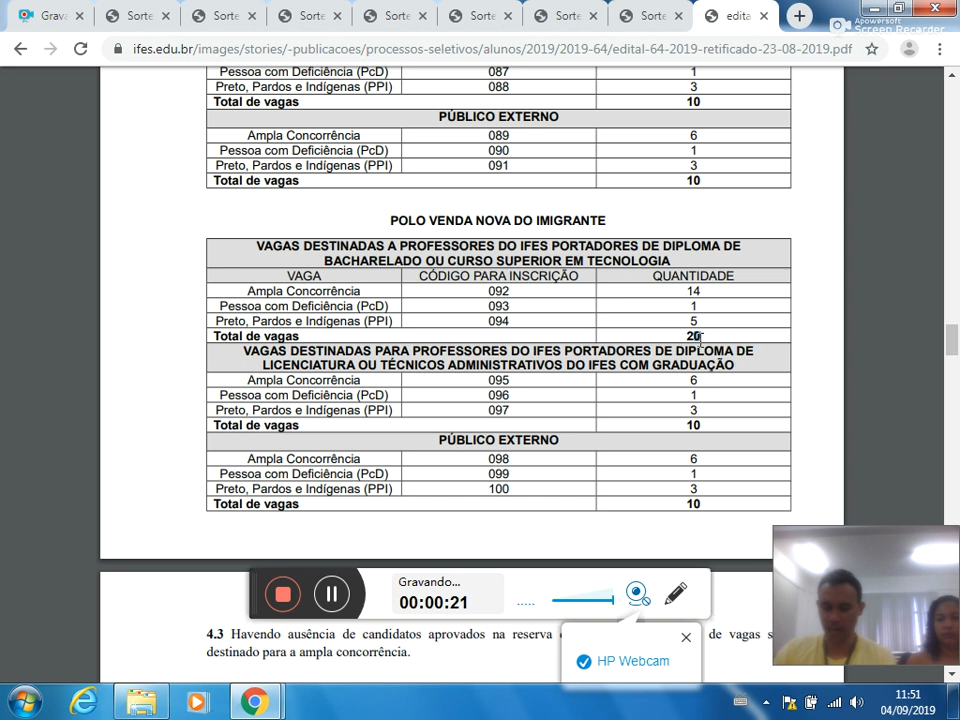 Grava
Sorte
Sorte
Sorte
Sorte
Sorte
Sorte
Sorte
edita
Apowersoft
Screen Recorder
ifes.edu.br/images/stories/-publicacoes/processos-seletivos/alunos/2019/2019-64/edital-64-2019-retificado-23-08-2019.pdf
Pessoa com Deficiência (PcD) 087 1
Preto, Pardos e Indígenas (PPI) 088 3
Total de vagas 10
PÚBLICO EXTERNO
Ampla Concorrência 089 6
Pessoa com Deficiência (PcD) 090 1
Preto, Pardos e Indígenas (PPI) 091 3
Total de vagas 10
POLO VENDA NOVA DO IMIGRANTE
VAGAS DESTINADAS A PROFESSORES DO IFES PORTADORES DE DIPLOMA DE
BACHARELADO OU CURSO SUPERIOR EM TECNOLOGIA
VAGA CÓDIGO PARA INSCRIÇÃO QUANTIDADE
Ampla Concorrência 092 14
Pessoa com Deficiência (PcD) 093 1
Preto, Pardos e Indígenas (PPI) 094 5
Total de vagas 20
VAGAS DESTINADAS PARA PROFESSORES DO IFES PORTADORES DE DIPLOMA DE
LICENCIATURA OU TÉCNICOS ADMINISTRATIVOS DO IFES COM GRADUAÇÃO
Ampla Concorrência 095 6
Pessoa com Deficiência (PcD) 096 1
Preto, Pardos e Indígenas (PPI) 097 3
Total de vagas 10
PÚBLICO EXTERNO
Ampla Concorrência 098 6
Pessoa com Deficiência (PcD) 099 1
Preto, Pardos e Indígenas (PPI) 100 3
Total de vagas 10
Gravando...
00:00:21
4.3 Havendo ausência de candidatos aprovados na reserva de vagas s
destinado para a ampla concorrência.
HP Webcam
11:51
04/09/2019